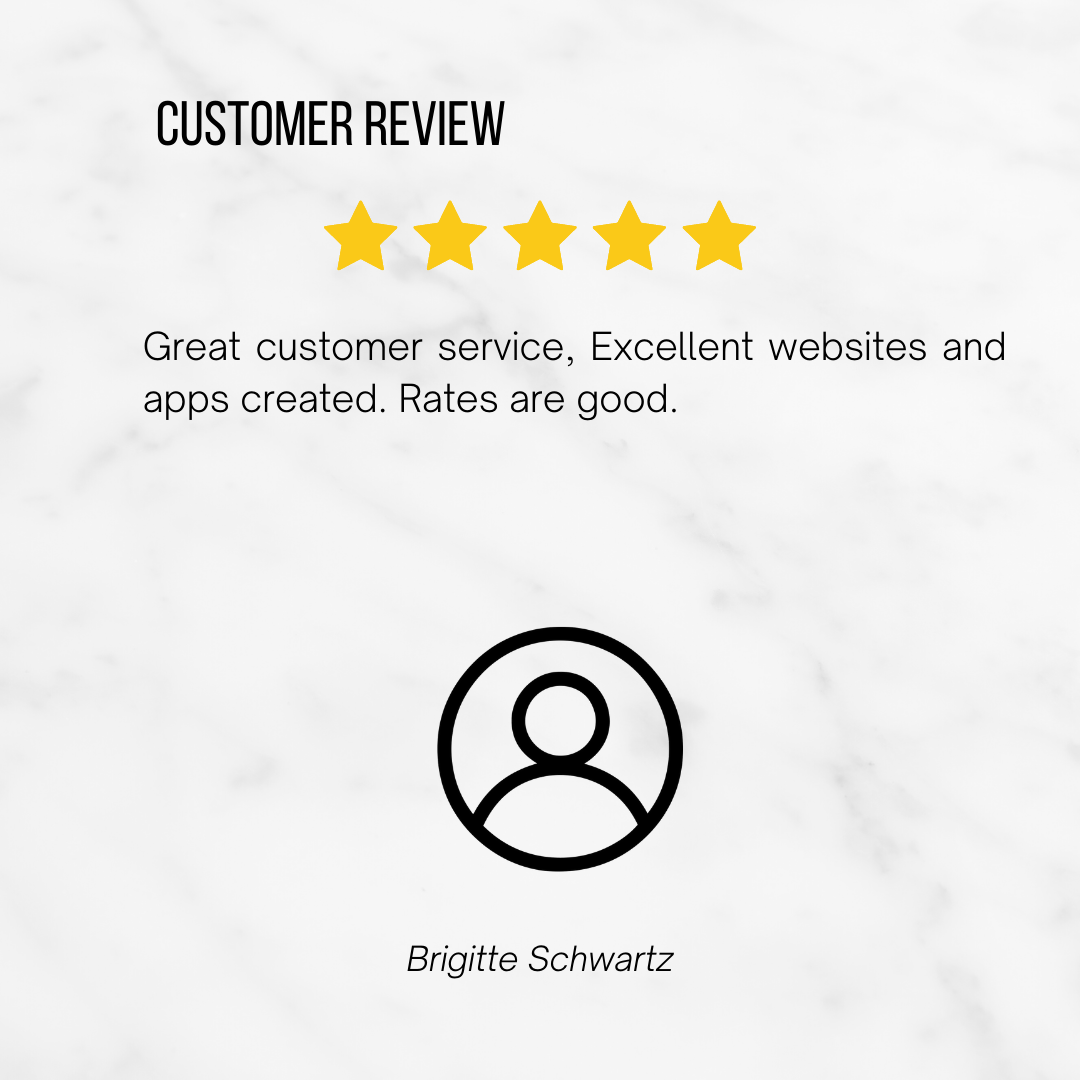 CUSTOMER REVIEW
Great customer service, Excellent websites and
apps created. Rates are good.
Brigitte Schwartz